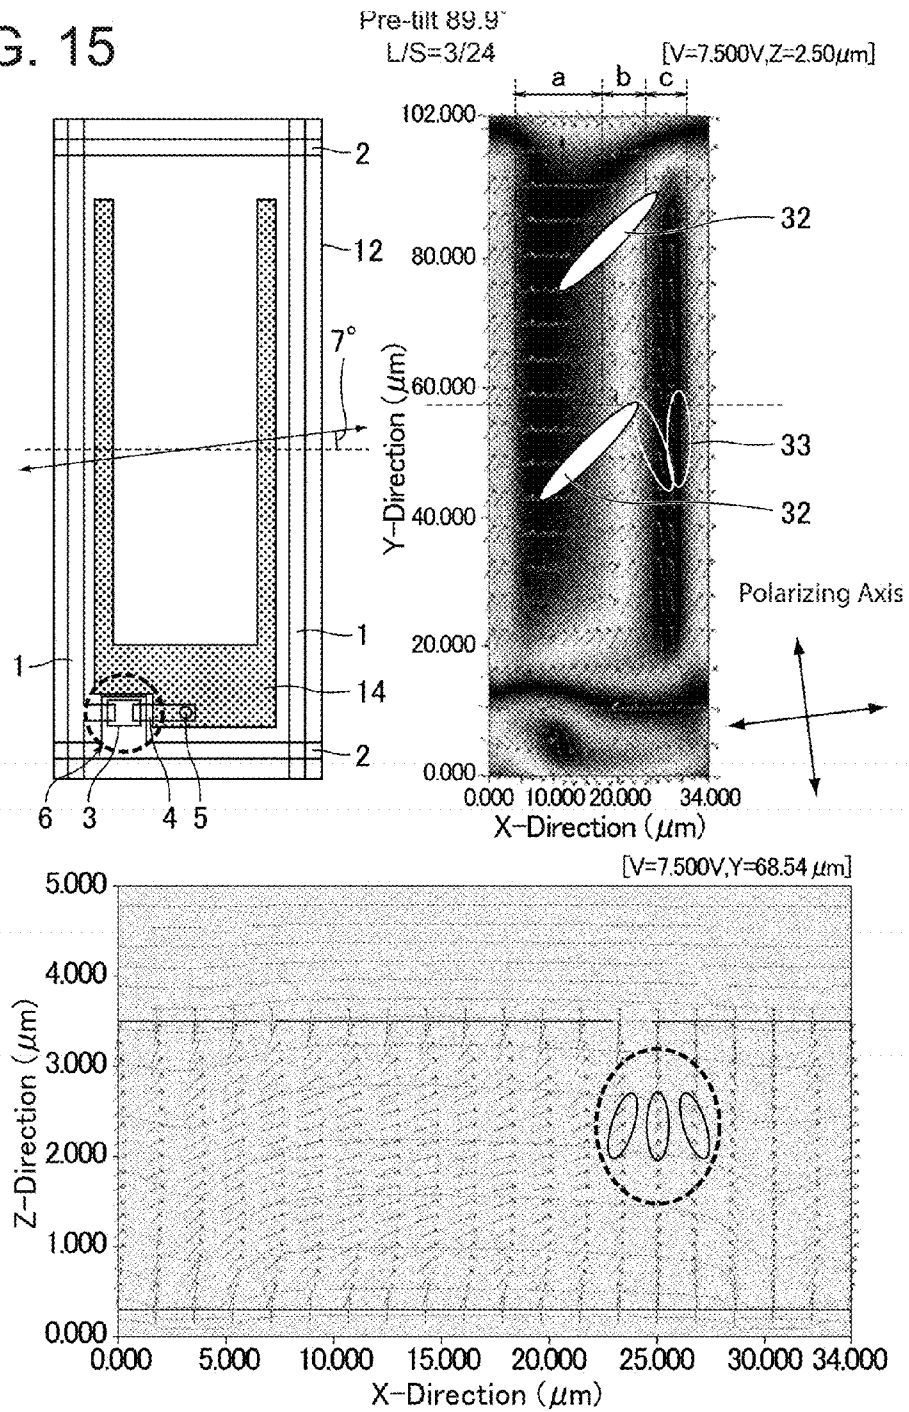 G. 15
Pre-tilt 89.9°
L/S=3/24
[V=7.500V,Z=2.50μm]
a b c
102.000
80.000
60.000
40.000
20.000
0.000
Y-Direction (μm)
0.000 10.000 20.000 34.000
X-Direction (μm)
32
33
32
Polarizing Axis
2
12
7°
1
1
14
2
6 3 4 5
[V=7.500V,Y=68.54 μm]
5.000
4.000
3.000
2.000
1.000
0.000
Z-Direction (μm)
0.000 5.000 10.000 15.000 20.000 25.000 30.000 34.000
X-Direction (μm)